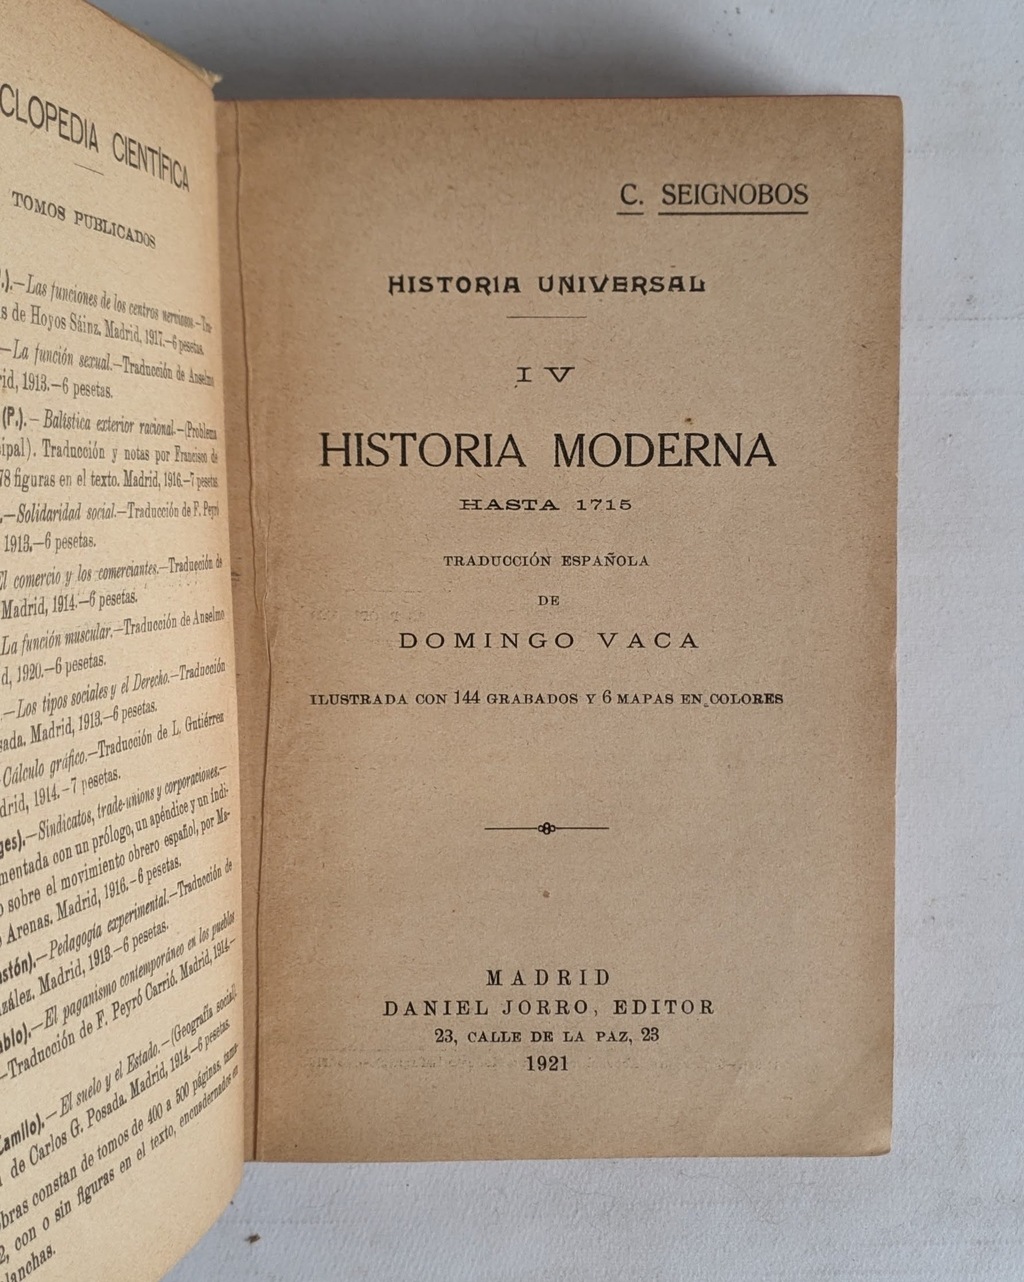 CLOPEDIA CIENTÍFICA
TOMOS PUBLICADOS
.).—Las funciones de los centros nerviosos.—
s de Hoyos Sáinz. Madrid, 1917.—6 pesetas.
—La función sexual.—Traducción de Anselmo
rid, 1913.—6 pesetas.
(P.).—Balística exterior racional.—(Problema
ipal). Traducción y notas por Francisco de
78 figuras en el texto. Madrid, 1916.—7 pesetas
.—Solidaridad social.—Traducción de F. Peyró
1913.—6 pesetas.
El comercio y los comerciantes.—Traducción de
Madrid, 1914.—6 pesetas.
La función muscular.—Traducción de Anselmo
d, 1920.—6 pesetas.
.—Los tipos sociales y el Derecho.—Traducción
sada. Madrid, 1913.—6 pesetas.
Cálculo gráfico.—Traducción de L. Gutiérrez
drid, 1914.—7 pesetas.
ges).—Sindicatos, trade-unions y corporaciones.—
mentada con un prólogo, un apéndice y un índi-
o sobre el movimiento obrero español, por Ma-
o Arenas. Madrid, 1916.—6 pesetas.
stón).—Pedagogía experimental.—Traducción de
zález. Madrid, 1913.—6 pesetas.
ablo).—El paganismo contemporáneo en los pueblos
—Traducción de F. Peyró Carrió. Madrid, 1914.—
Camilo).—El suelo y el Estado.—(Geografía social).
de Carlos G. Posada. Madrid, 1914.—6 pesetas.
bras constan de tomos de 400 a 500 páginas,
2, con o sin figuras en el texto, encuadernados en
lanchas.
C. SEIGNOBOS
HISTORIA UNIVERSAL
IV
HISTORIA MODERNA
HASTA 1715
TRADUCCIÓN ESPAÑOLA
DE
DOMINGO VACA
ILUSTRADA CON 144 GRABADOS Y 6 MAPAS EN COLORES
MADRID
DANIEL JORRO, EDITOR
23, CALLE DE LA PAZ, 23
1921